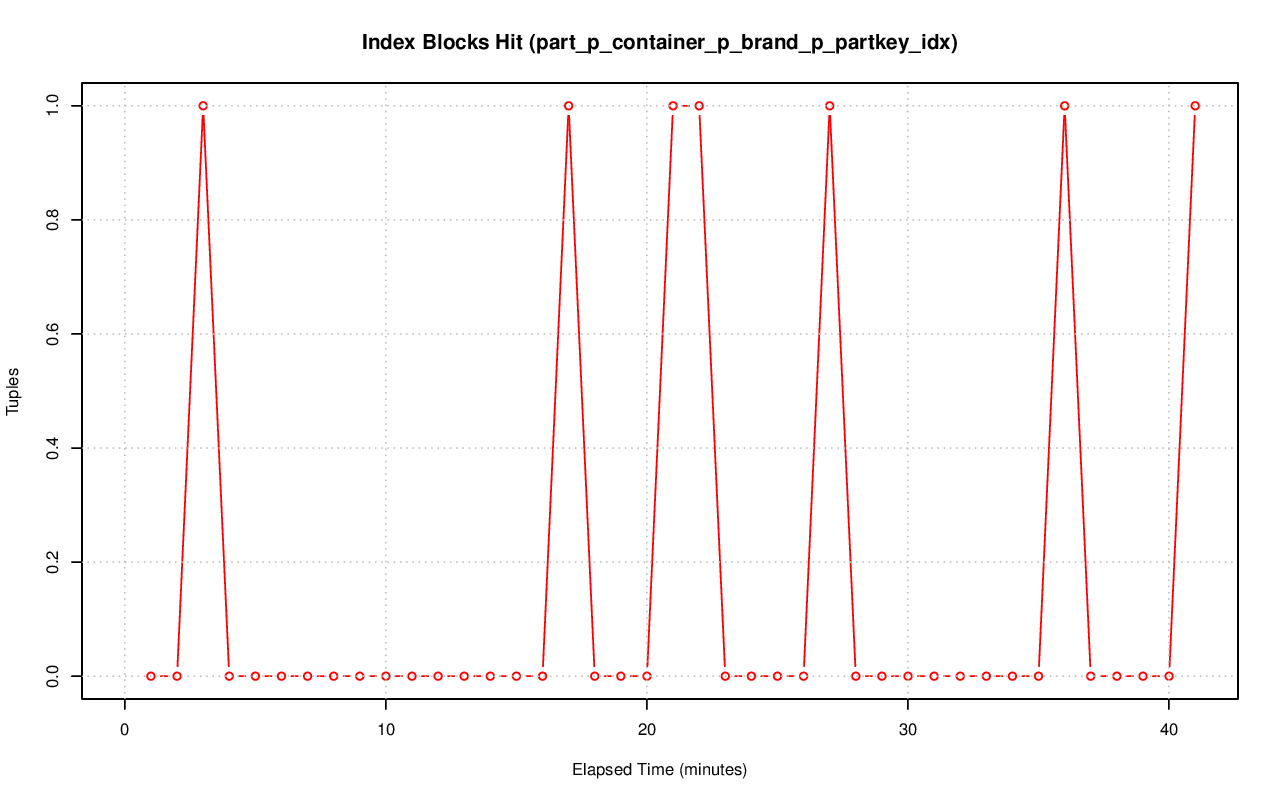 Index Blocks Hit (part_p_container_p_brand_p_partkey_idx)
1.0
0.8
0.6
0.4
0.2
0.0
Tuples
0 10 20 30 40
Elapsed Time (minutes)